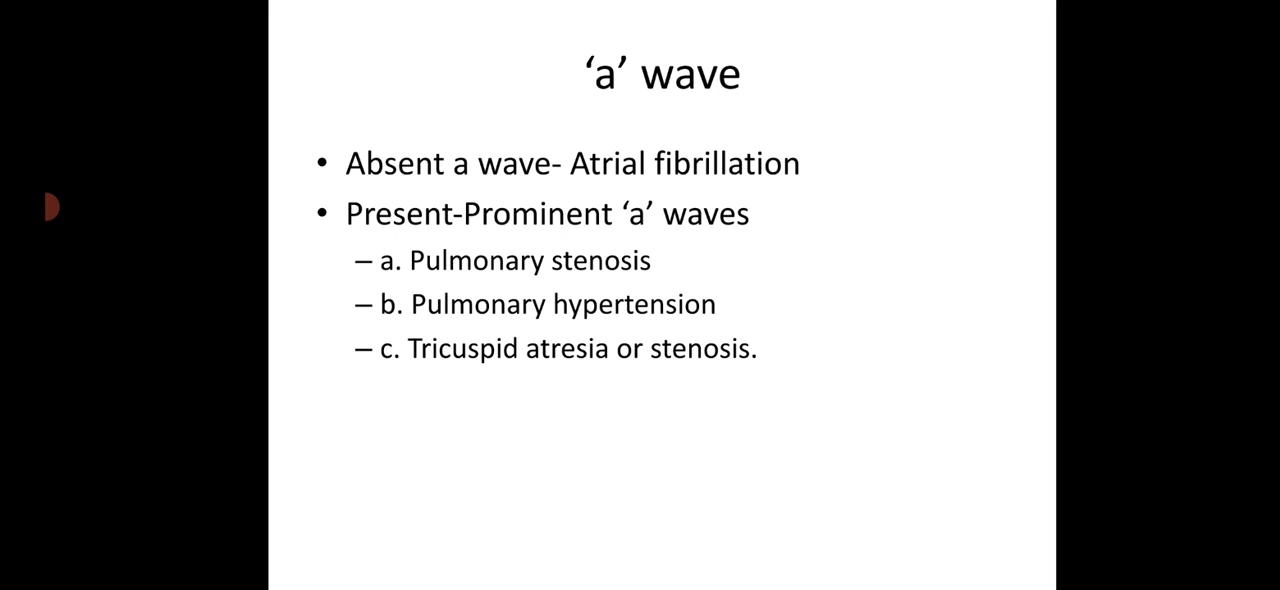 ‘a’ wave
• Absent a wave- Atrial fibrillation
• Present-Prominent ‘a’ waves
– a. Pulmonary stenosis
– b. Pulmonary hypertension
– c. Tricuspid atresia or stenosis.